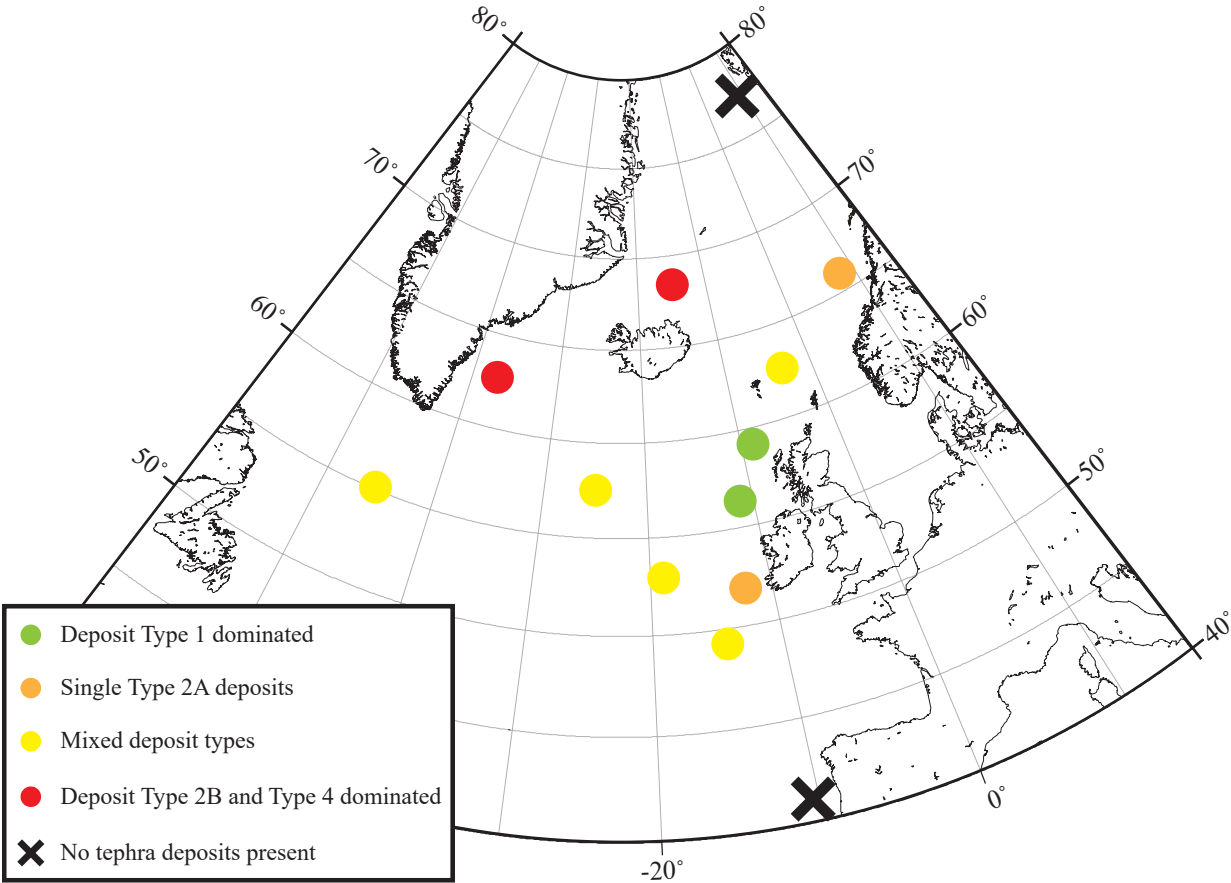 80°
80°
70°
70°
60°
60°
50°
50°
40°
0°
-20°
Deposit Type 1 dominated
Single Type 2A deposits
Mixed deposit types
Deposit Type 2B and Type 4 dominated
No tephra deposits present